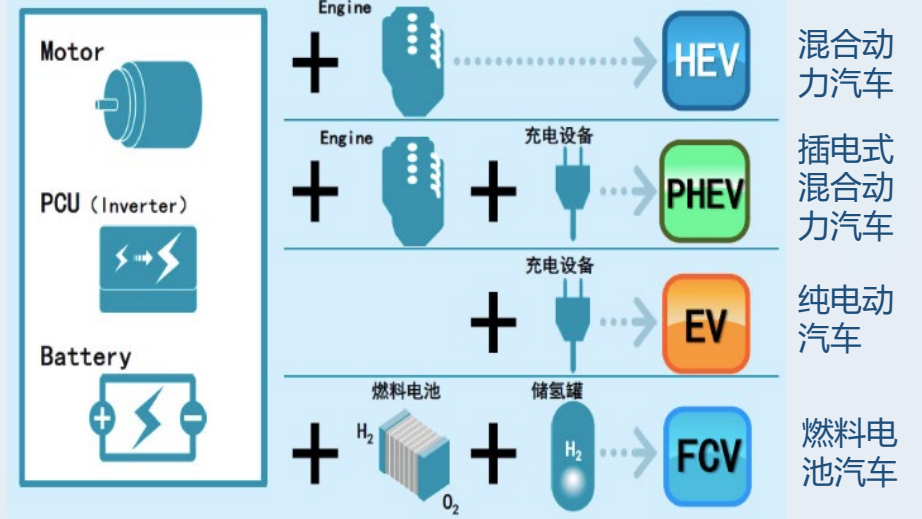 Motor
PCU（Inverter）
Battery
Engine
HEV
混合动
力汽车
Engine
充电设备
PHEV
插电式
混合动
力汽车
充电设备
EV
纯电动
汽车
燃料电池
H₂
O₂
储氢罐
H₂
FCV
燃料电
池汽车